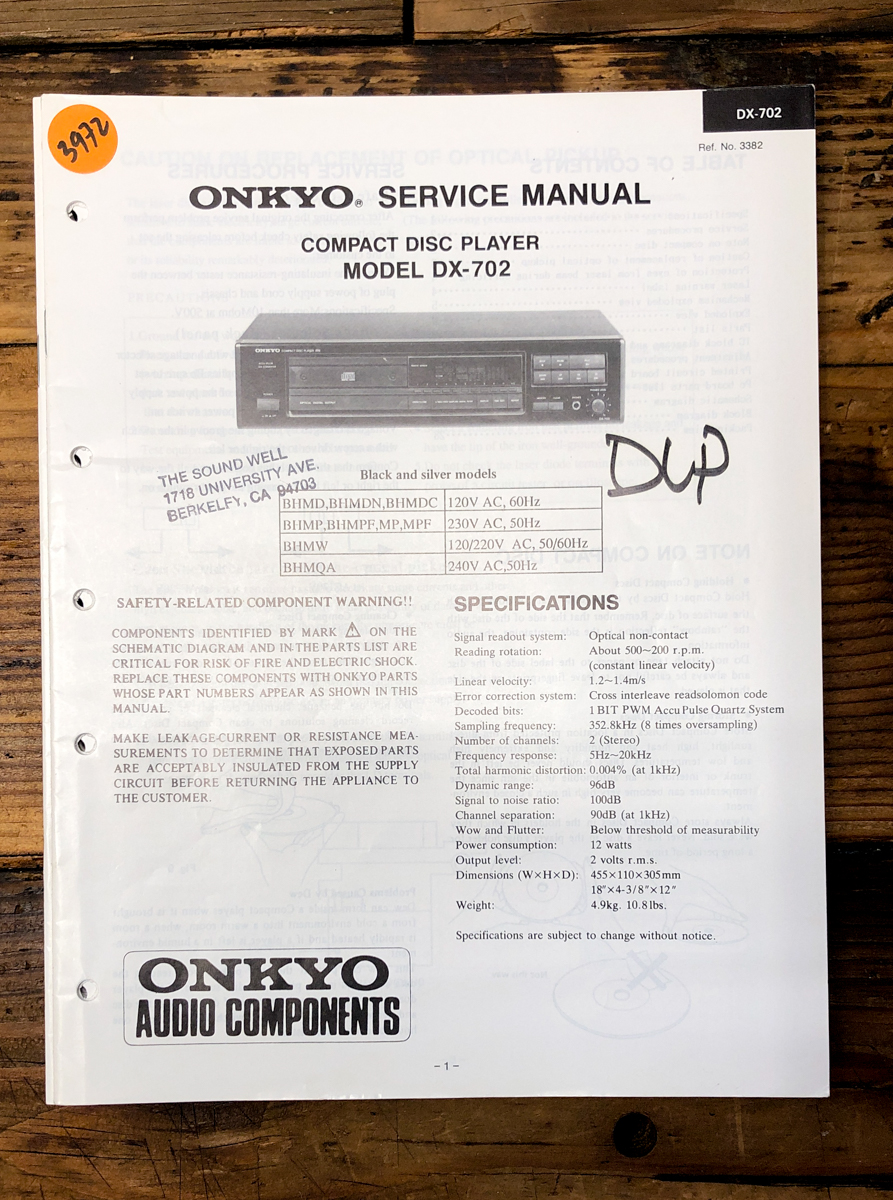 3972
DX-702
Ref. No. 3382
ONKYO® SERVICE MANUAL
COMPACT DISC PLAYER
MODEL DX-702
ONKYO
THE SOUND WELL-
1718 UNIVERSITY AVE.
BERKELFY, CA 94703
DUP
Black and silver models
BHMD,BHMDN,BHMDC 120V AC, 60Hz
BHMP,BHMPF,MP,MPF 230V AC, 50Hz
BHMW 120/220V AC, 50/60Hz
BHMQA 240V AC,50Hz
SAFETY-RELATED COMPONENT WARNING!!
COMPONENTS IDENTIFIED BY MARK ⚠ ON THE
SCHEMATIC DIAGRAM AND IN THE PARTS LIST ARE
CRITICAL FOR RISK OF FIRE AND ELECTRIC SHOCK.
REPLACE THESE COMPONENTS WITH ONKYO PARTS
WHOSE PART NUMBERS APPEAR AS SHOWN IN THIS
MANUAL.
MAKE LEAKAGE-CURRENT OR RESISTANCE MEA-
SUREMENTS TO DETERMINE THAT EXPOSED PARTS
ARE ACCEPTABLY INSULATED FROM THE SUPPLY
CIRCUIT BEFORE RETURNING THE APPLIANCE TO
THE CUSTOMER.
SPECIFICATIONS
Signal readout system: Optical non-contact
Reading rotation: About 500~200 r.p.m.
(constant linear velocity)
Linear velocity: 1.2~1.4m/s
Error correction system: Cross interleave readsolomon code
Decoded bits: 1 BIT PWM Accu Pulse Quartz System
Sampling frequency: 352.8kHz (8 times oversampling)
Number of channels: 2 (Stereo)
Frequency response: 5Hz~20kHz
Total harmonic distortion: 0.004% (at 1kHz)
Dynamic range: 96dB
Signal to noise ratio: 100dB
Channel separation: 90dB (at 1kHz)
Wow and Flutter: Below threshold of measurability
Power consumption: 12 watts
Output level: 2 volts r.m.s.
Dimensions (W×H×D): 455×110×305mm
18"×4-3/8"×12"
Weight: 4.9kg. 10.8lbs.
Specifications are subject to change without notice.
ONKYO
AUDIO COMPONENTS
– 1 –